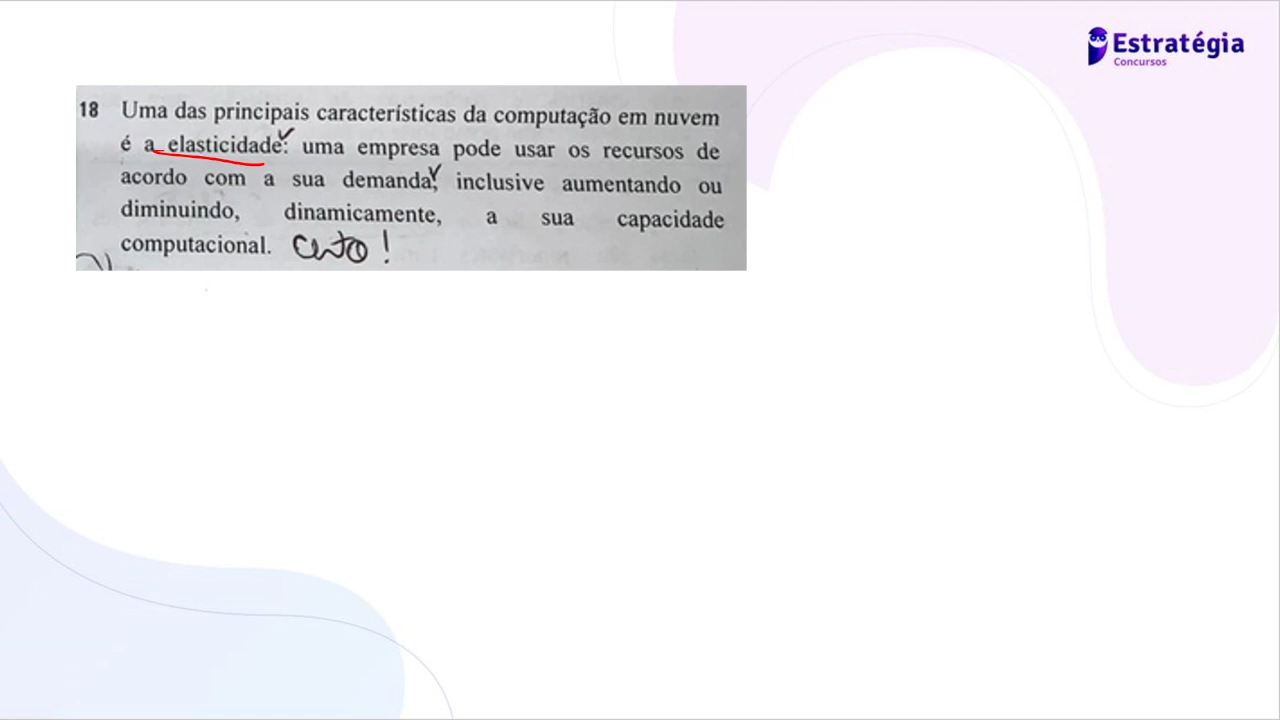 Estratégia
Concursos
18 Uma das principais características da computação em nuvem
é a elasticidade: uma empresa pode usar os recursos de
acordo com a sua demanda, inclusive aumentando ou
diminuindo, dinamicamente, a sua capacidade
computacional. Certo!